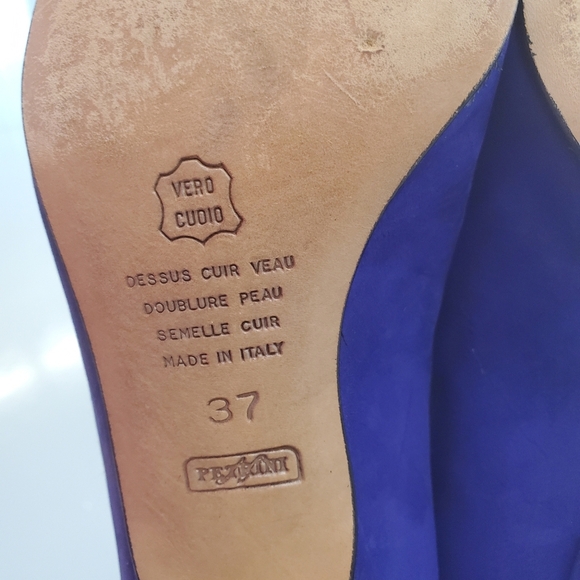 VERO
CUOIO
DESSUS CUIR VEAU
DOUBLURE PEAU
SEMELLE CUIR
MADE IN ITALY
37